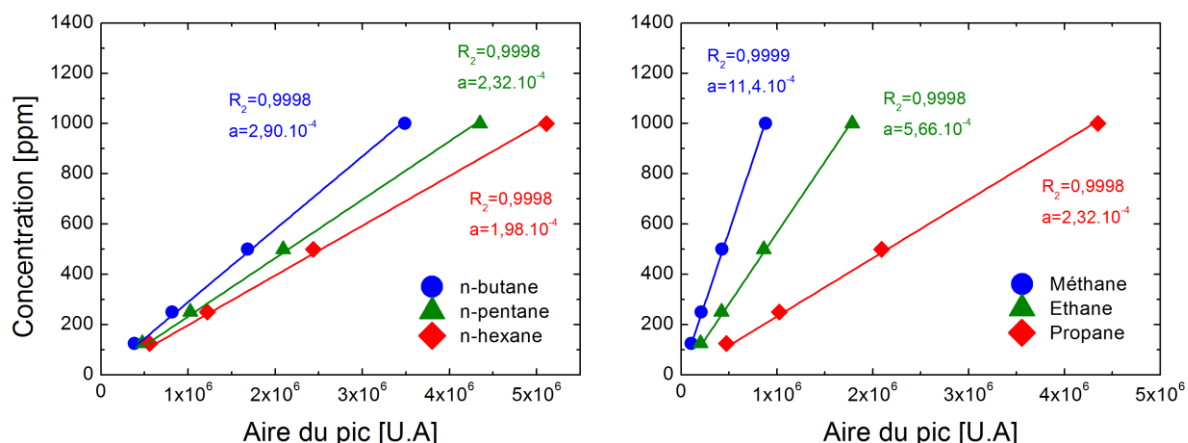 Concentration [ppm]
1400
1200
1000
800
600
400
200
0
R2=0,9998
a=2,90.10-4
R2=0,9998
a=2,32.10-4
R2=0,9998
a=1,98.10-4
n-butane
n-pentane
n-hexane
0
1x10^6
2x10^6
3x10^6
4x10^6
5x10^6
Aire du pic [U.A]
1400
1200
1000
800
600
400
200
0
R2=0,9999
a=11,4.10-4
R2=0,9998
a=5,66.10-4
R2=0,9998
a=2,32.10-4
Méthane
Ethane
Propane
0
1x10^6
2x10^6
3x10^6
4x10^6
5x10^6
Aire du pic [U.A]